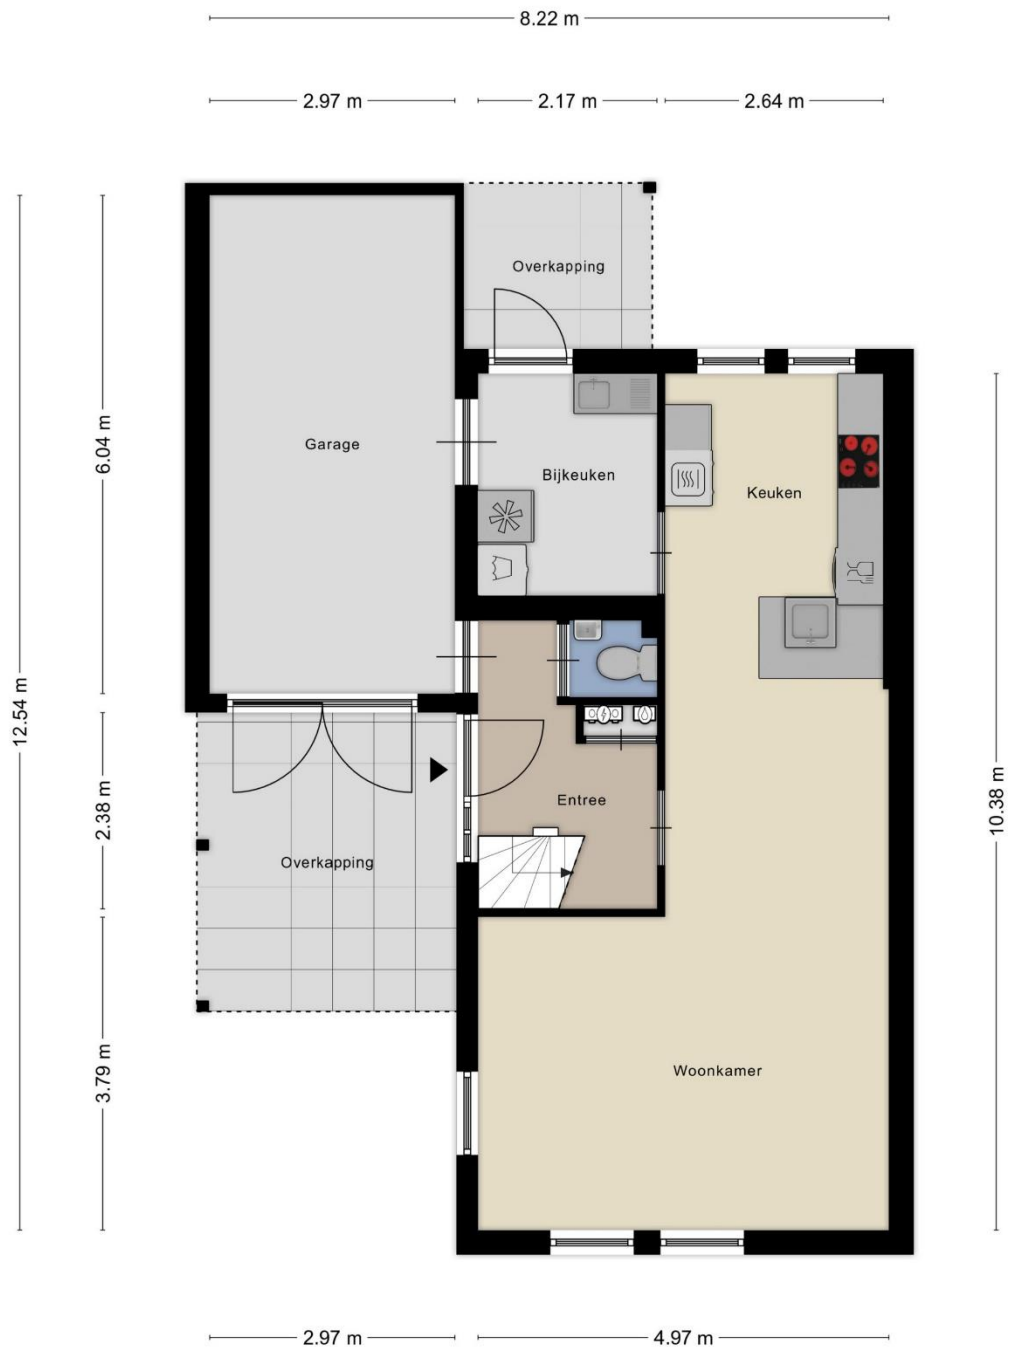 8.22 m
2.97 m
2.17 m
2.64 m
Overkapping
Garage
6.04 m
Bijkeuken
Keuken
12.54 m
2.38 m
10.38 m
Entree
Overkapping
3.79 m
Woonkamer
2.97 m
4.97 m